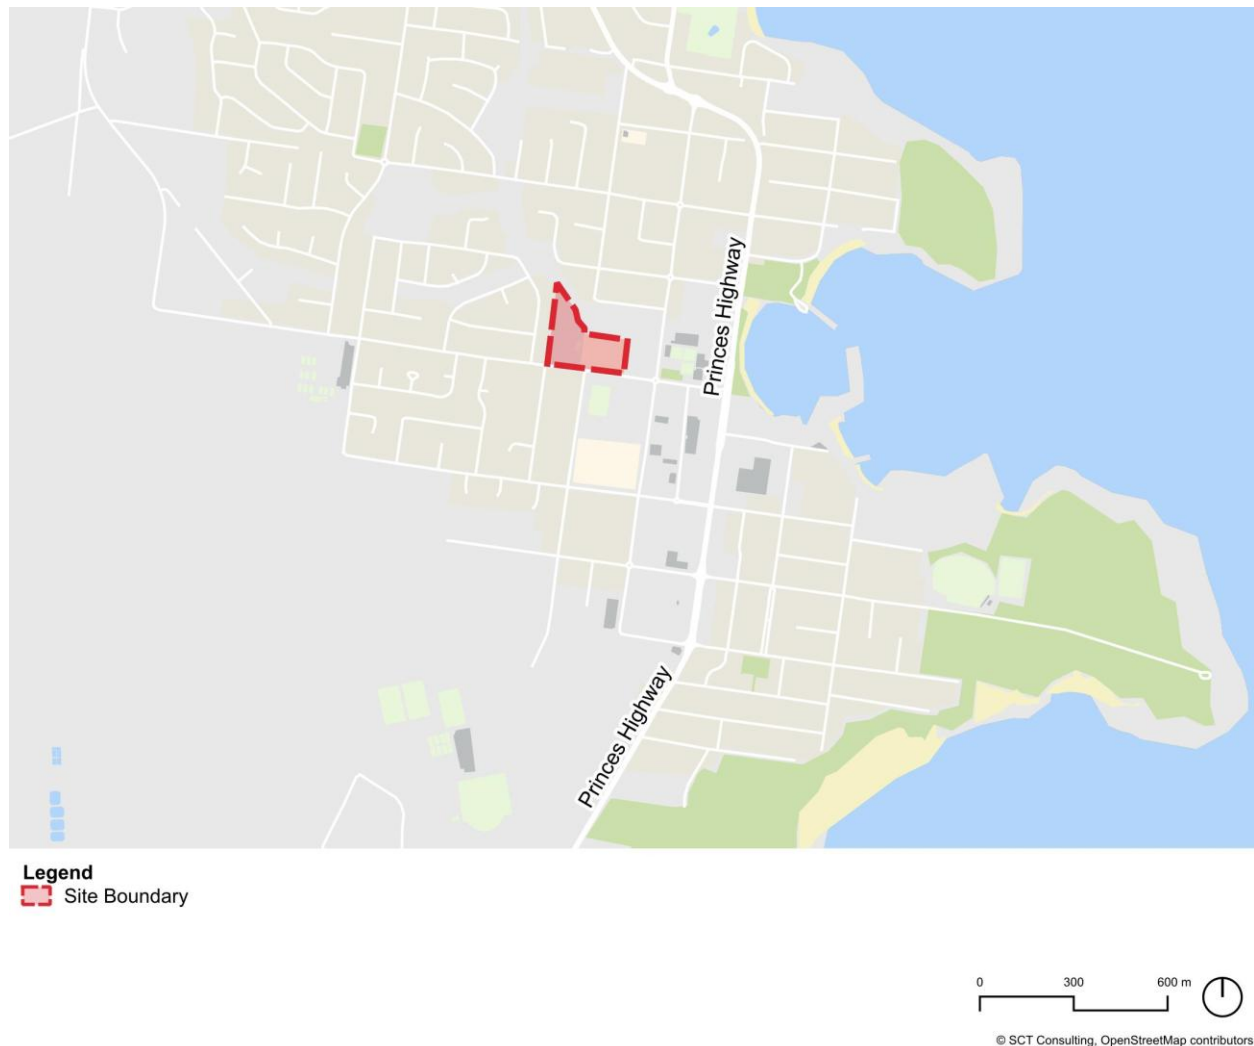 Princes Highway
Princes Highway
Legend
Site Boundary
0 300 600 m
© SCT Consulting, OpenStreetMap contributors